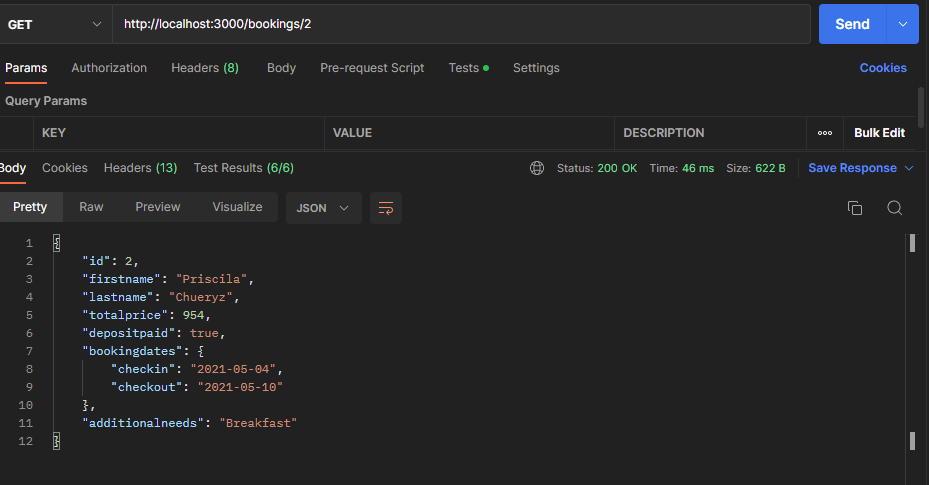 GET http://localhost:3000/bookings/2 Send
Params Authorization Headers (8) Body Pre-request Script Tests Settings Cookies
Query Params
KEY VALUE DESCRIPTION Bulk Edit
Body Cookies Headers (13) Test Results (6/6) Status: 200 OK Time: 46 ms Size: 622 B Save Response
Pretty Raw Preview Visualize JSON
1 {
2 "id": 2,
3 "firstname": "Priscila",
4 "lastname": "Chueryz",
5 "totalprice": 954,
6 "depositpaid": true,
7 "bookingdates": {
8 "checkin": "2021-05-04",
9 "checkout": "2021-05-10"
10 },
11 "additionalneeds": "Breakfast"
12 }